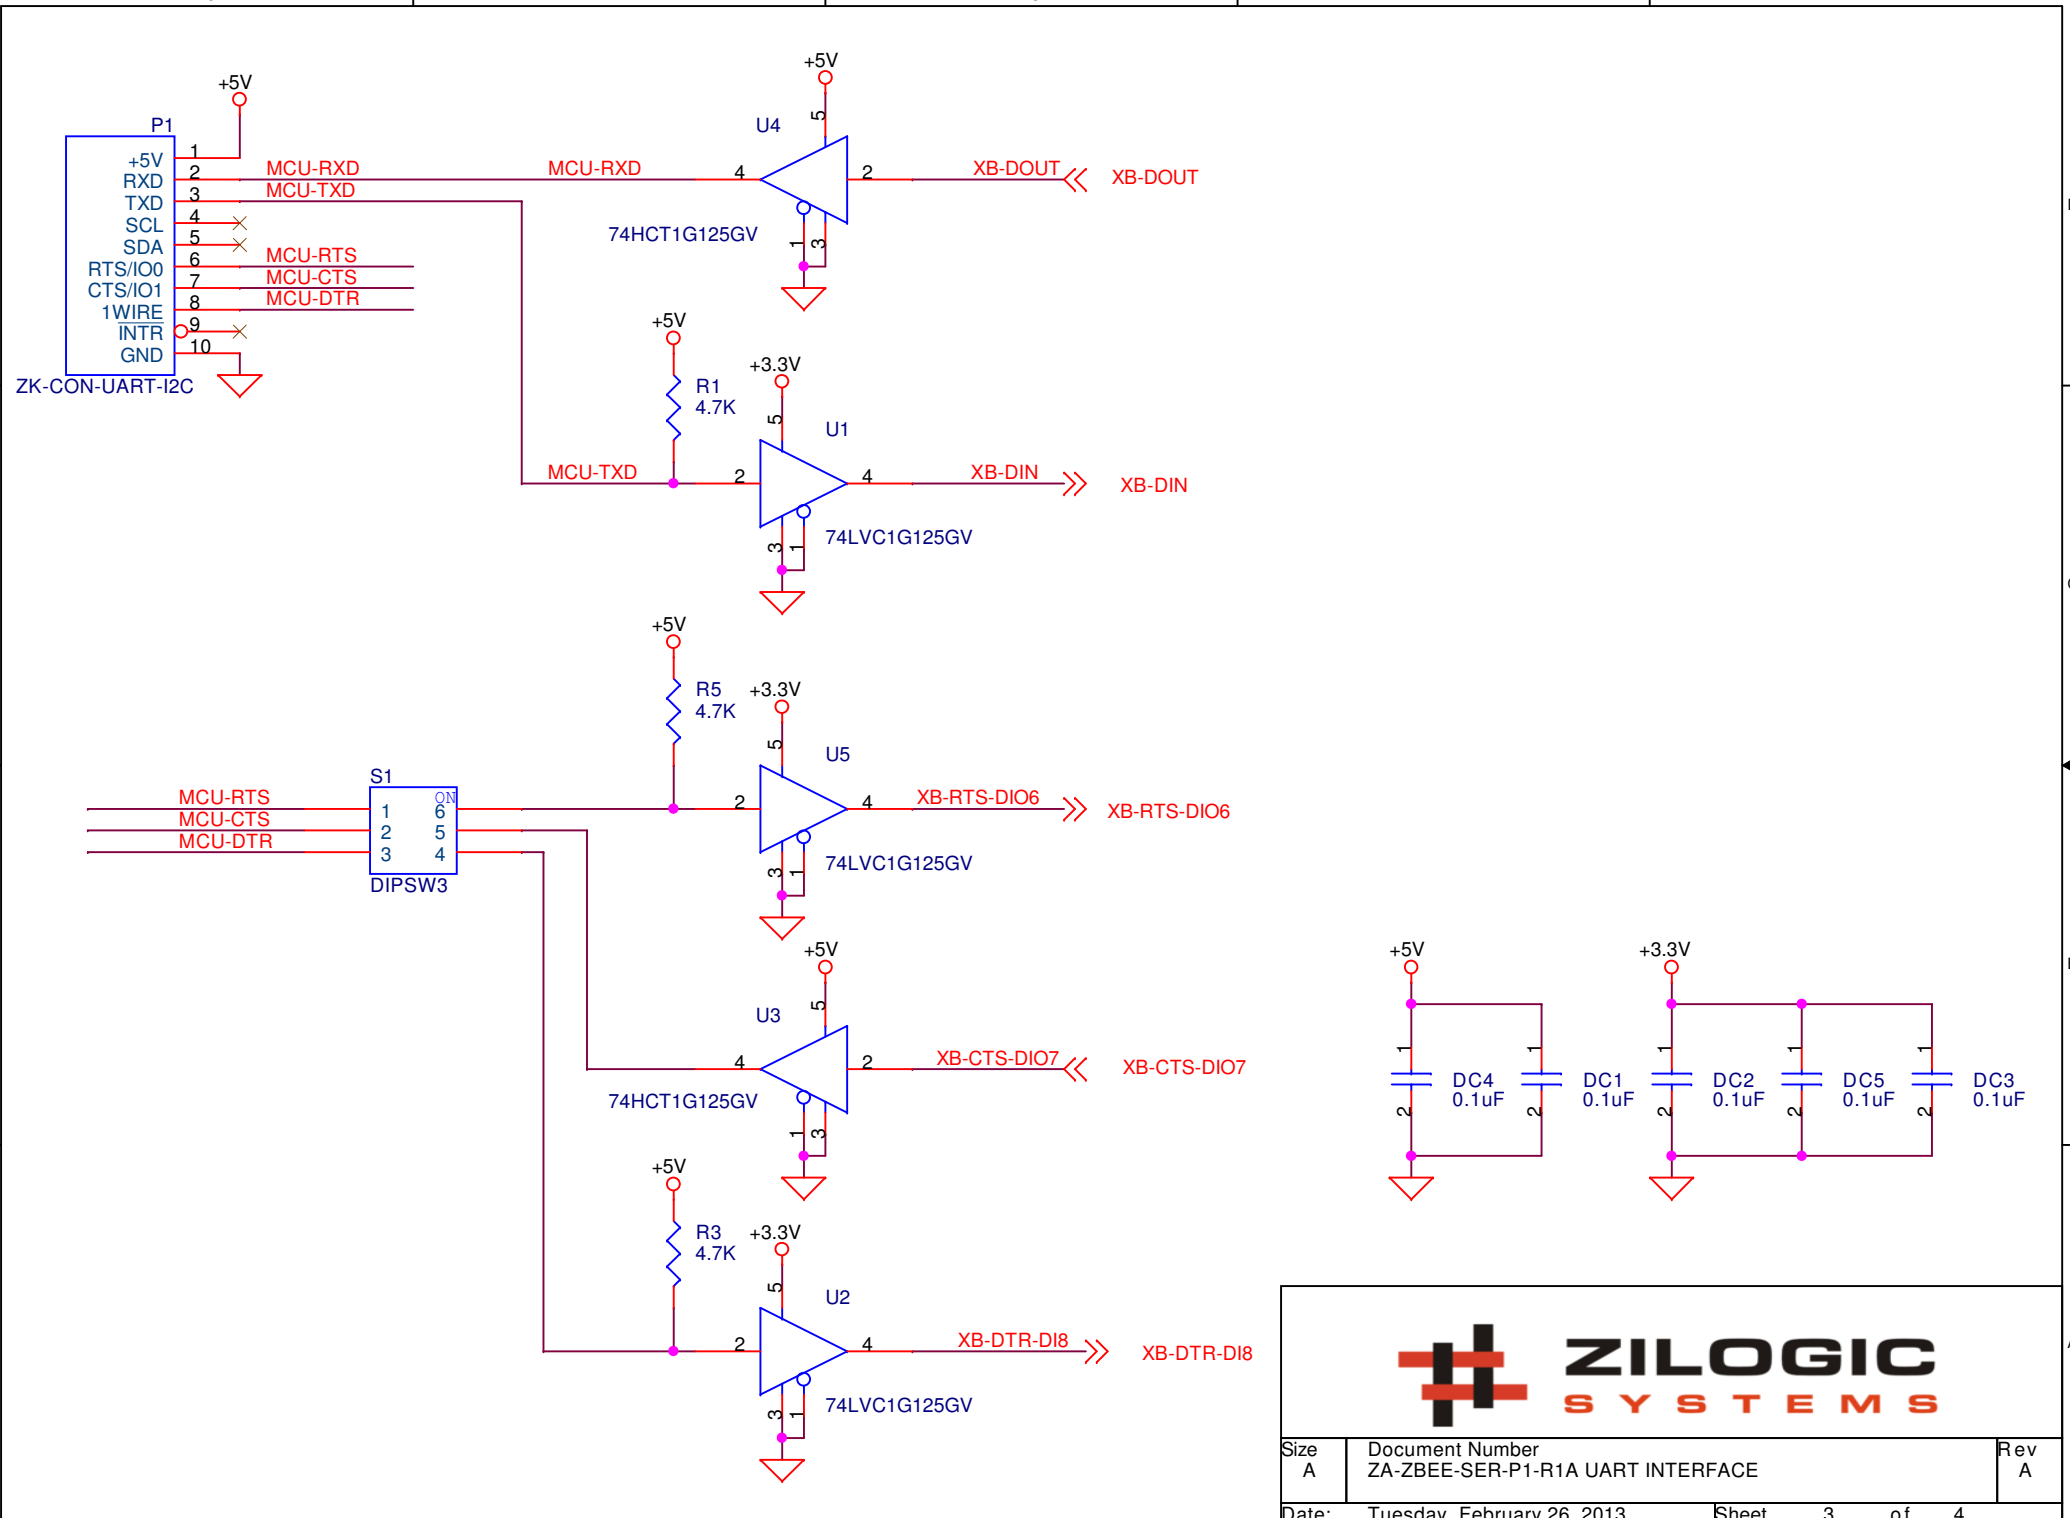 +5V
P1
+5V 1
RXD 2 MCU-RXD
TXD 3 MCU-TXD
SCL 4
SDA 5
RTS/IO0 6 MCU-RTS
CTS/IO1 7 MCU-CTS
1WIRE 8 MCU-DTR
INTR 9
GND 10
ZK-CON-UART-I2C
+5V
5
U4
MCU-RXD 4 2 XB-DOUT XB-DOUT
74HCT1G125GV
1 3
+5V
R1
4.7K
+3.3V
5
U1
MCU-TXD 2 4 XB-DIN XB-DIN
74LVC1G125GV
3 1
+5V
R5
4.7K
+3.3V
5
U5
2 4 XB-RTS-DIO6 XB-RTS-DIO6
74LVC1G125GV
3 1
S1
ON
MCU-RTS 1 6
MCU-CTS 2 5
MCU-DTR 3 4
DIPSW3
+5V
5
U3
4 2 XB-CTS-DIO7 XB-CTS-DIO7
74HCT1G125GV
1 3
+5V
R3
4.7K
+3.3V
5
U2
2 4 XB-DTR-DI8 XB-DTR-DI8
74LVC1G125GV
3 1
+5V +3.3V
1 1 1 1 1
DC4 DC1 DC2 DC5 DC3
0.1uF 0.1uF 0.1uF 0.1uF 0.1uF
2 2 2 2 2
ZILOGIC
SYSTEMS
Size Document Number Rev
A ZA-ZBEE-SER-P1-R1A UART INTERFACE A
Date: Tuesday, February 26, 2013 Sheet 3 of 4